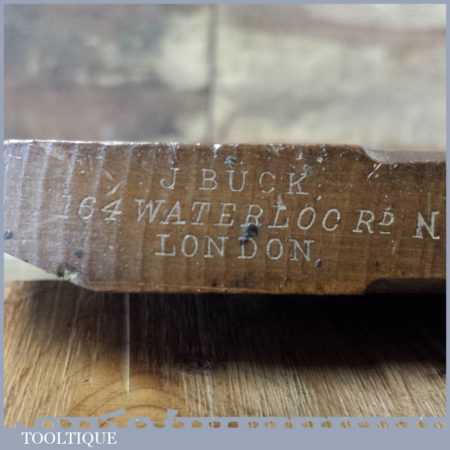 J BUCK
164 WATERLOO RD N
LONDON
TOOLTIQUE